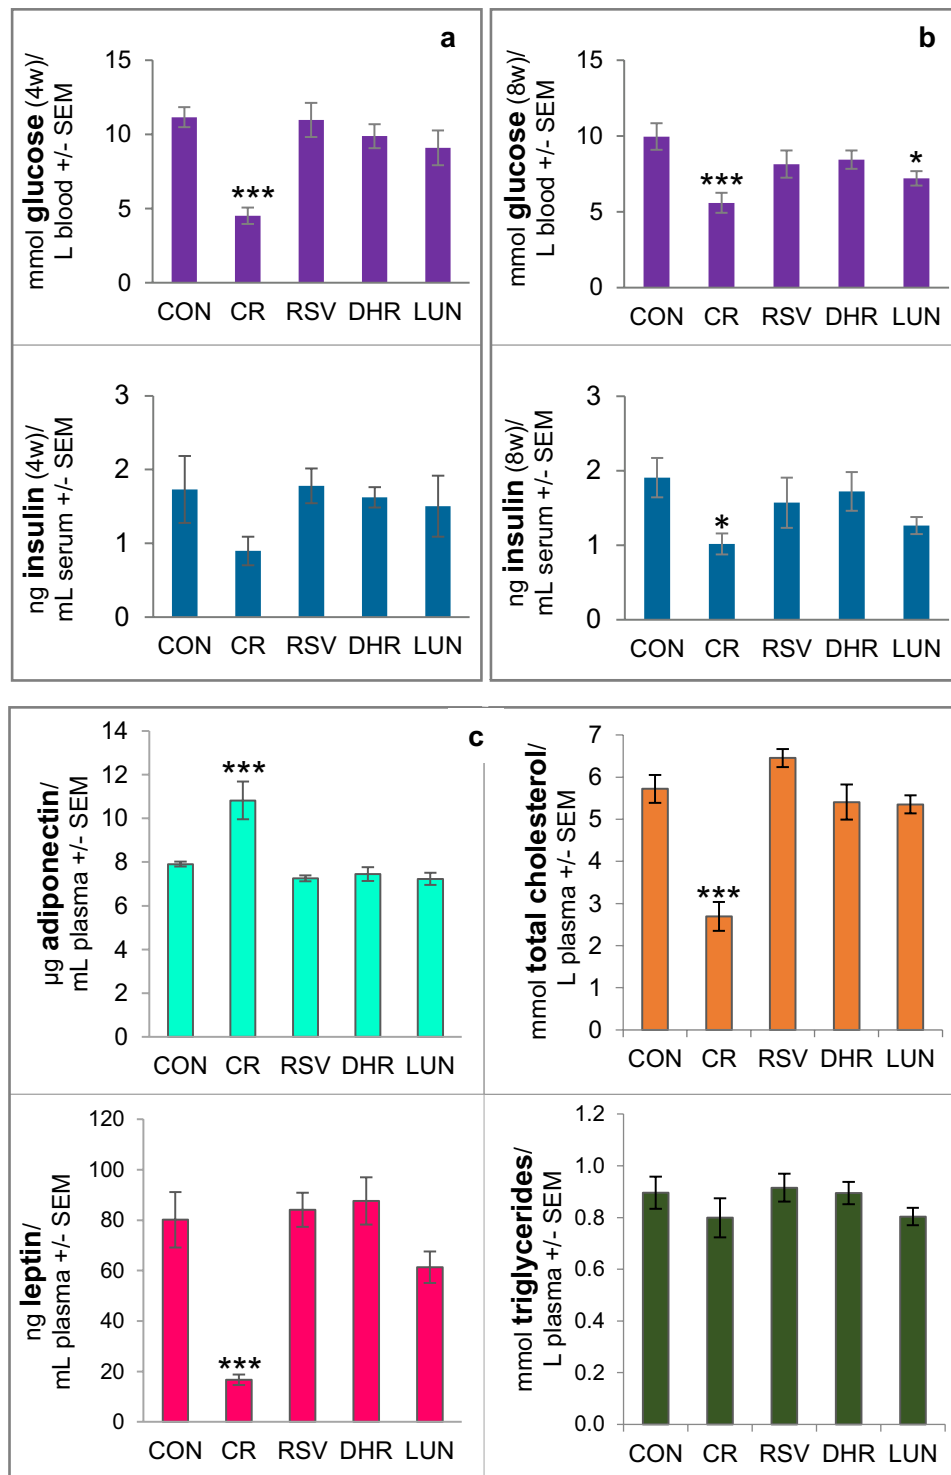 a
mmol glucose (4w)/
L blood +/- SEM
15
10
5
0
***
CON CR RSV DHR LUN
b
mmol glucose (8w)/
L blood +/- SEM
15
10
5
0
***
*
CON CR RSV DHR LUN
ng insulin (4w)/
mL serum +/- SEM
3
2
1
0
CON CR RSV DHR LUN
ng insulin (8w)/
mL serum +/- SEM
3
2
1
0
*
CON CR RSV DHR LUN
c
µg adiponectin/
mL plasma +/- SEM
14
12
10
8
6
4
2
0
***
CON CR RSV DHR LUN
mmol total cholesterol/
L plasma +/- SEM
7
6
5
4
3
2
1
0
***
CON CR RSV DHR LUN
ng leptin/
mL plasma +/- SEM
120
100
80
60
40
20
0
***
CON CR RSV DHR LUN
mmol triglycerides/
L plasma +/- SEM
1.2
1.0
0.8
0.6
0.4
0.2
0.0
CON CR RSV DHR LUN